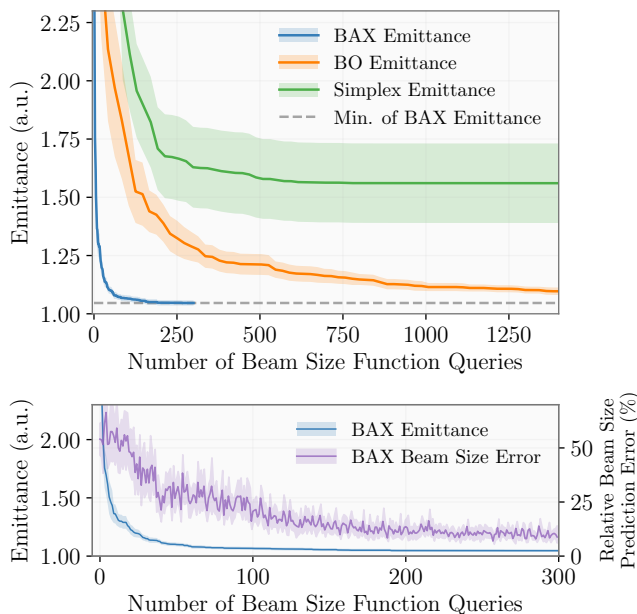 2.25
2.00
1.75
1.50
1.25
1.00
Emittance (a.u.)
BAX Emittance
BO Emittance
Simplex Emittance
Min. of BAX Emittance
0 250 500 750 1000 1250
Number of Beam Size Function Queries
2.00
1.50
1.00
Emittance (a.u.)
BAX Emittance
BAX Beam Size Error
50
25
0
Relative Beam Size
Prediction Error (%)
0 100 200 300
Number of Beam Size Function Queries